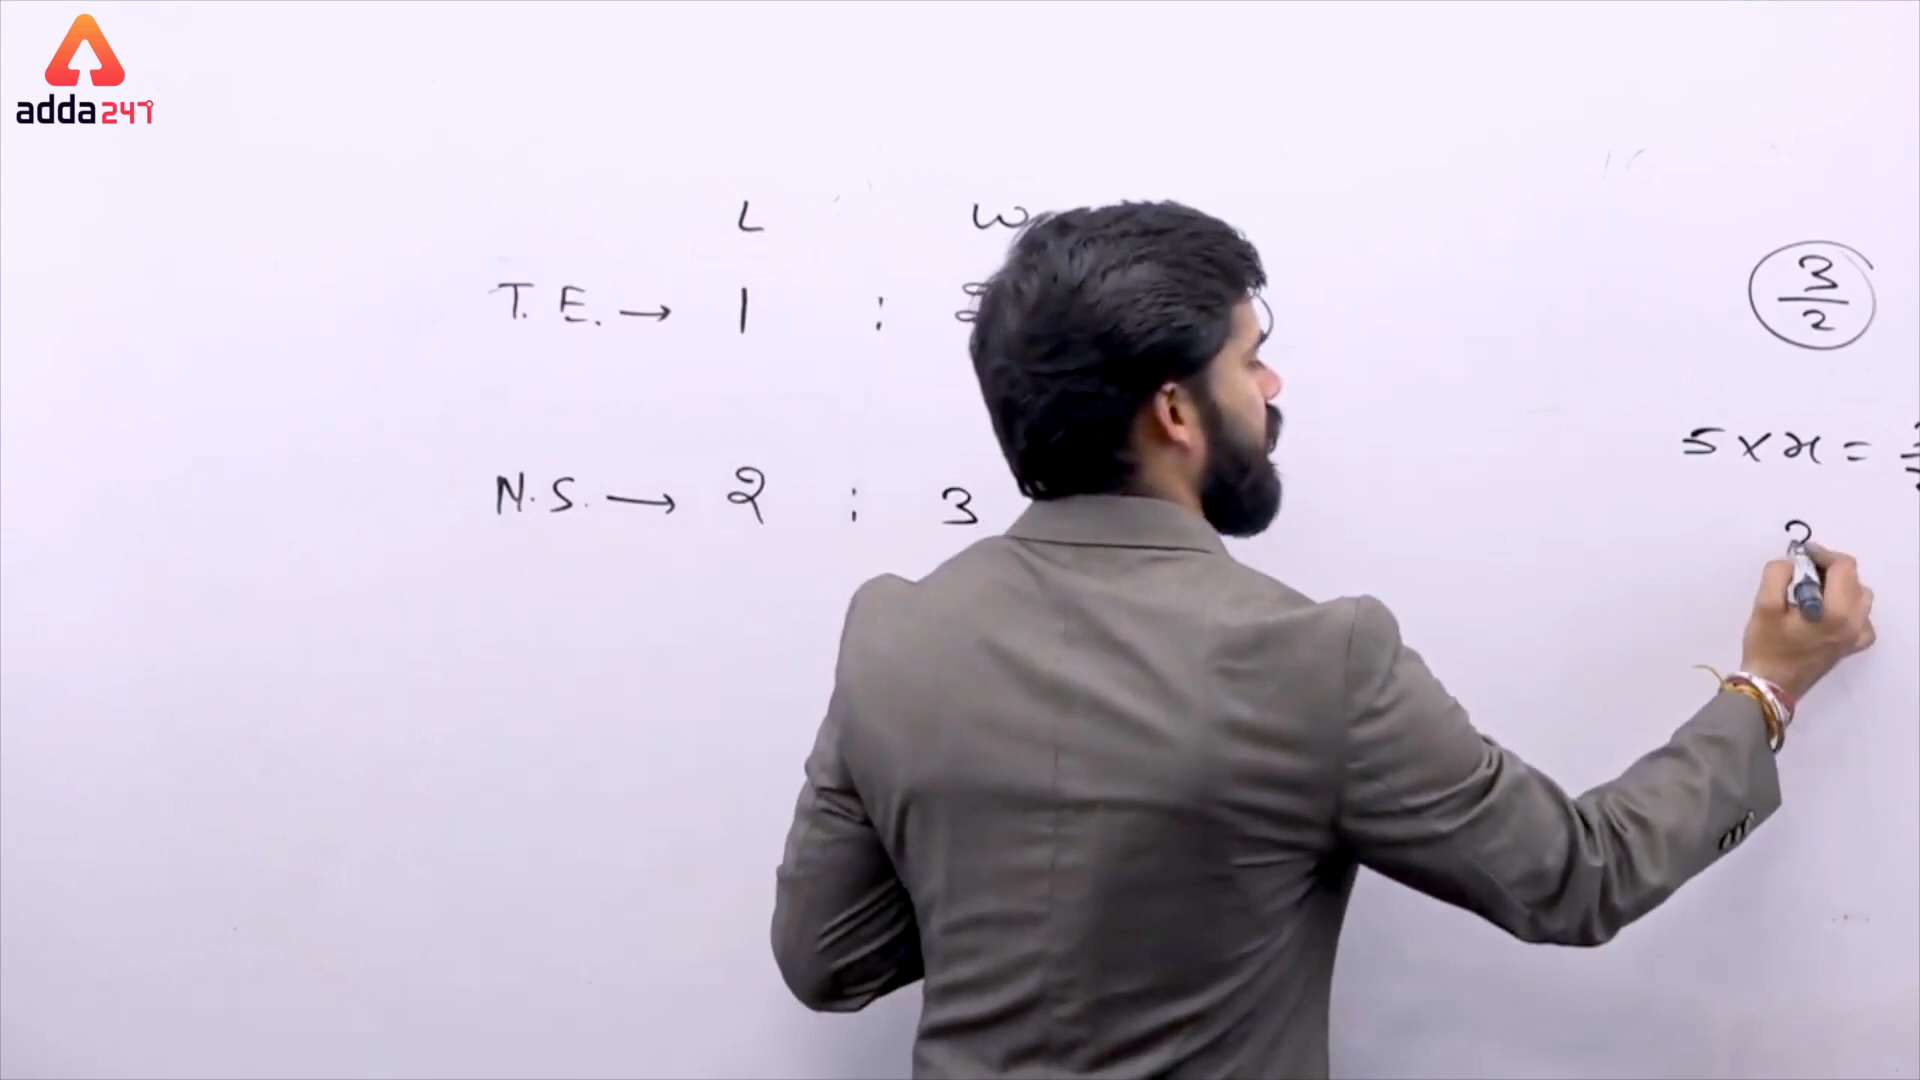 adda247
L W
T. E. → 1 :
N. S. → 2 : 3
3
2
5 × x =